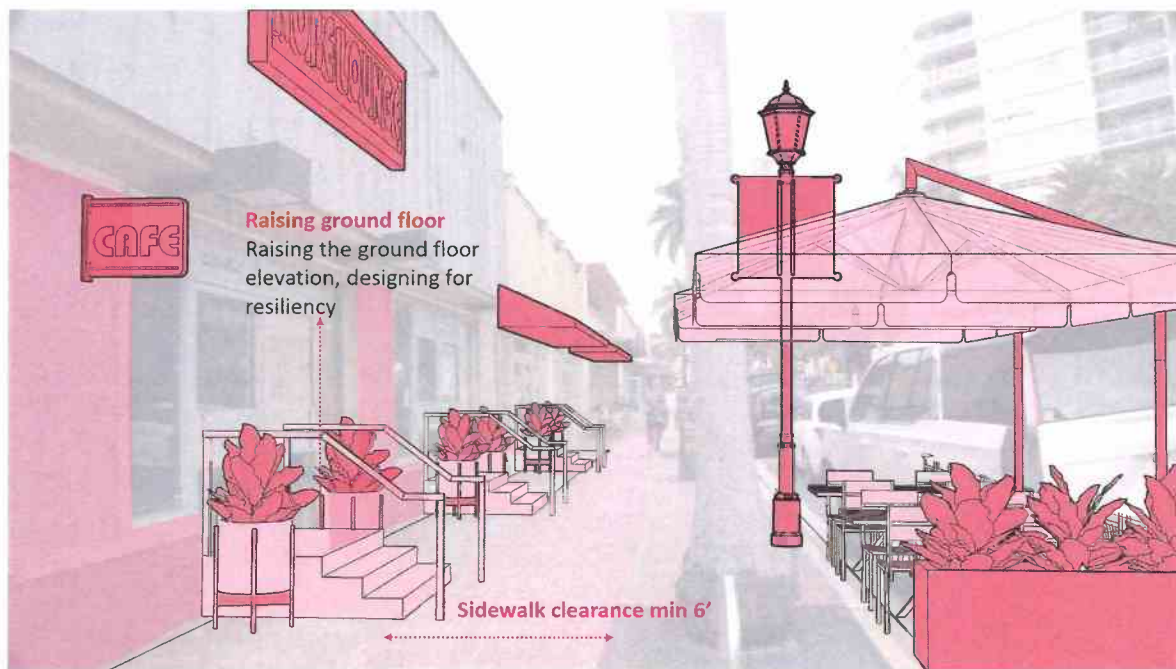 CAFE
Raising ground floor
Raising the ground floor
elevation, designing for
resiliency
Sidewalk clearance min 6’